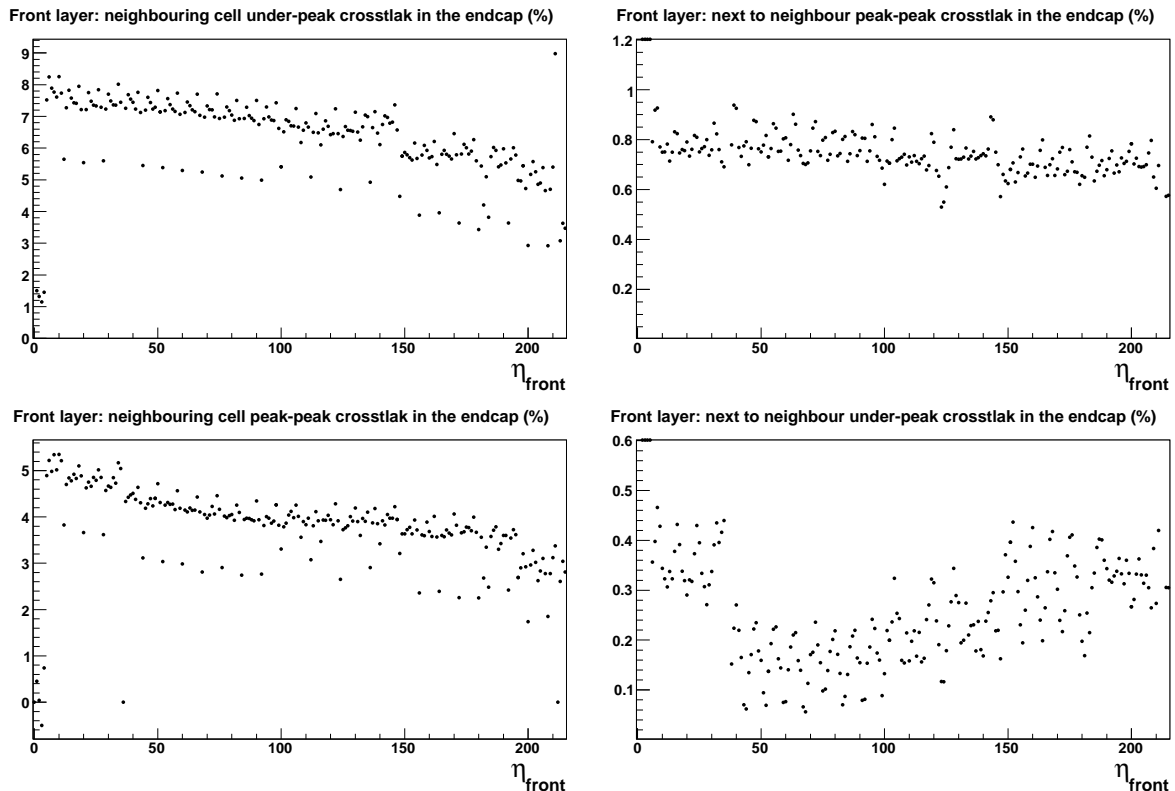 Front layer: neighbouring cell under-peak crosstlak in the endcap (%)
9
8
7
6
5
4
3
2
1
0
0 50 100 150 200
η front
Front layer: next to neighbour peak-peak crosstlak in the endcap (%)
1.2
1
0.8
0.6
0.4
0.2
0 50 100 150 200
η front
Front layer: neighbouring cell peak-peak crosstlak in the endcap (%)
5
4
3
2
1
0
0 50 100 150 200
η front
Front layer: next to neighbour under-peak crosstlak in the endcap (%)
0.6
0.5
0.4
0.3
0.2
0.1
0 50 100 150 200
η front